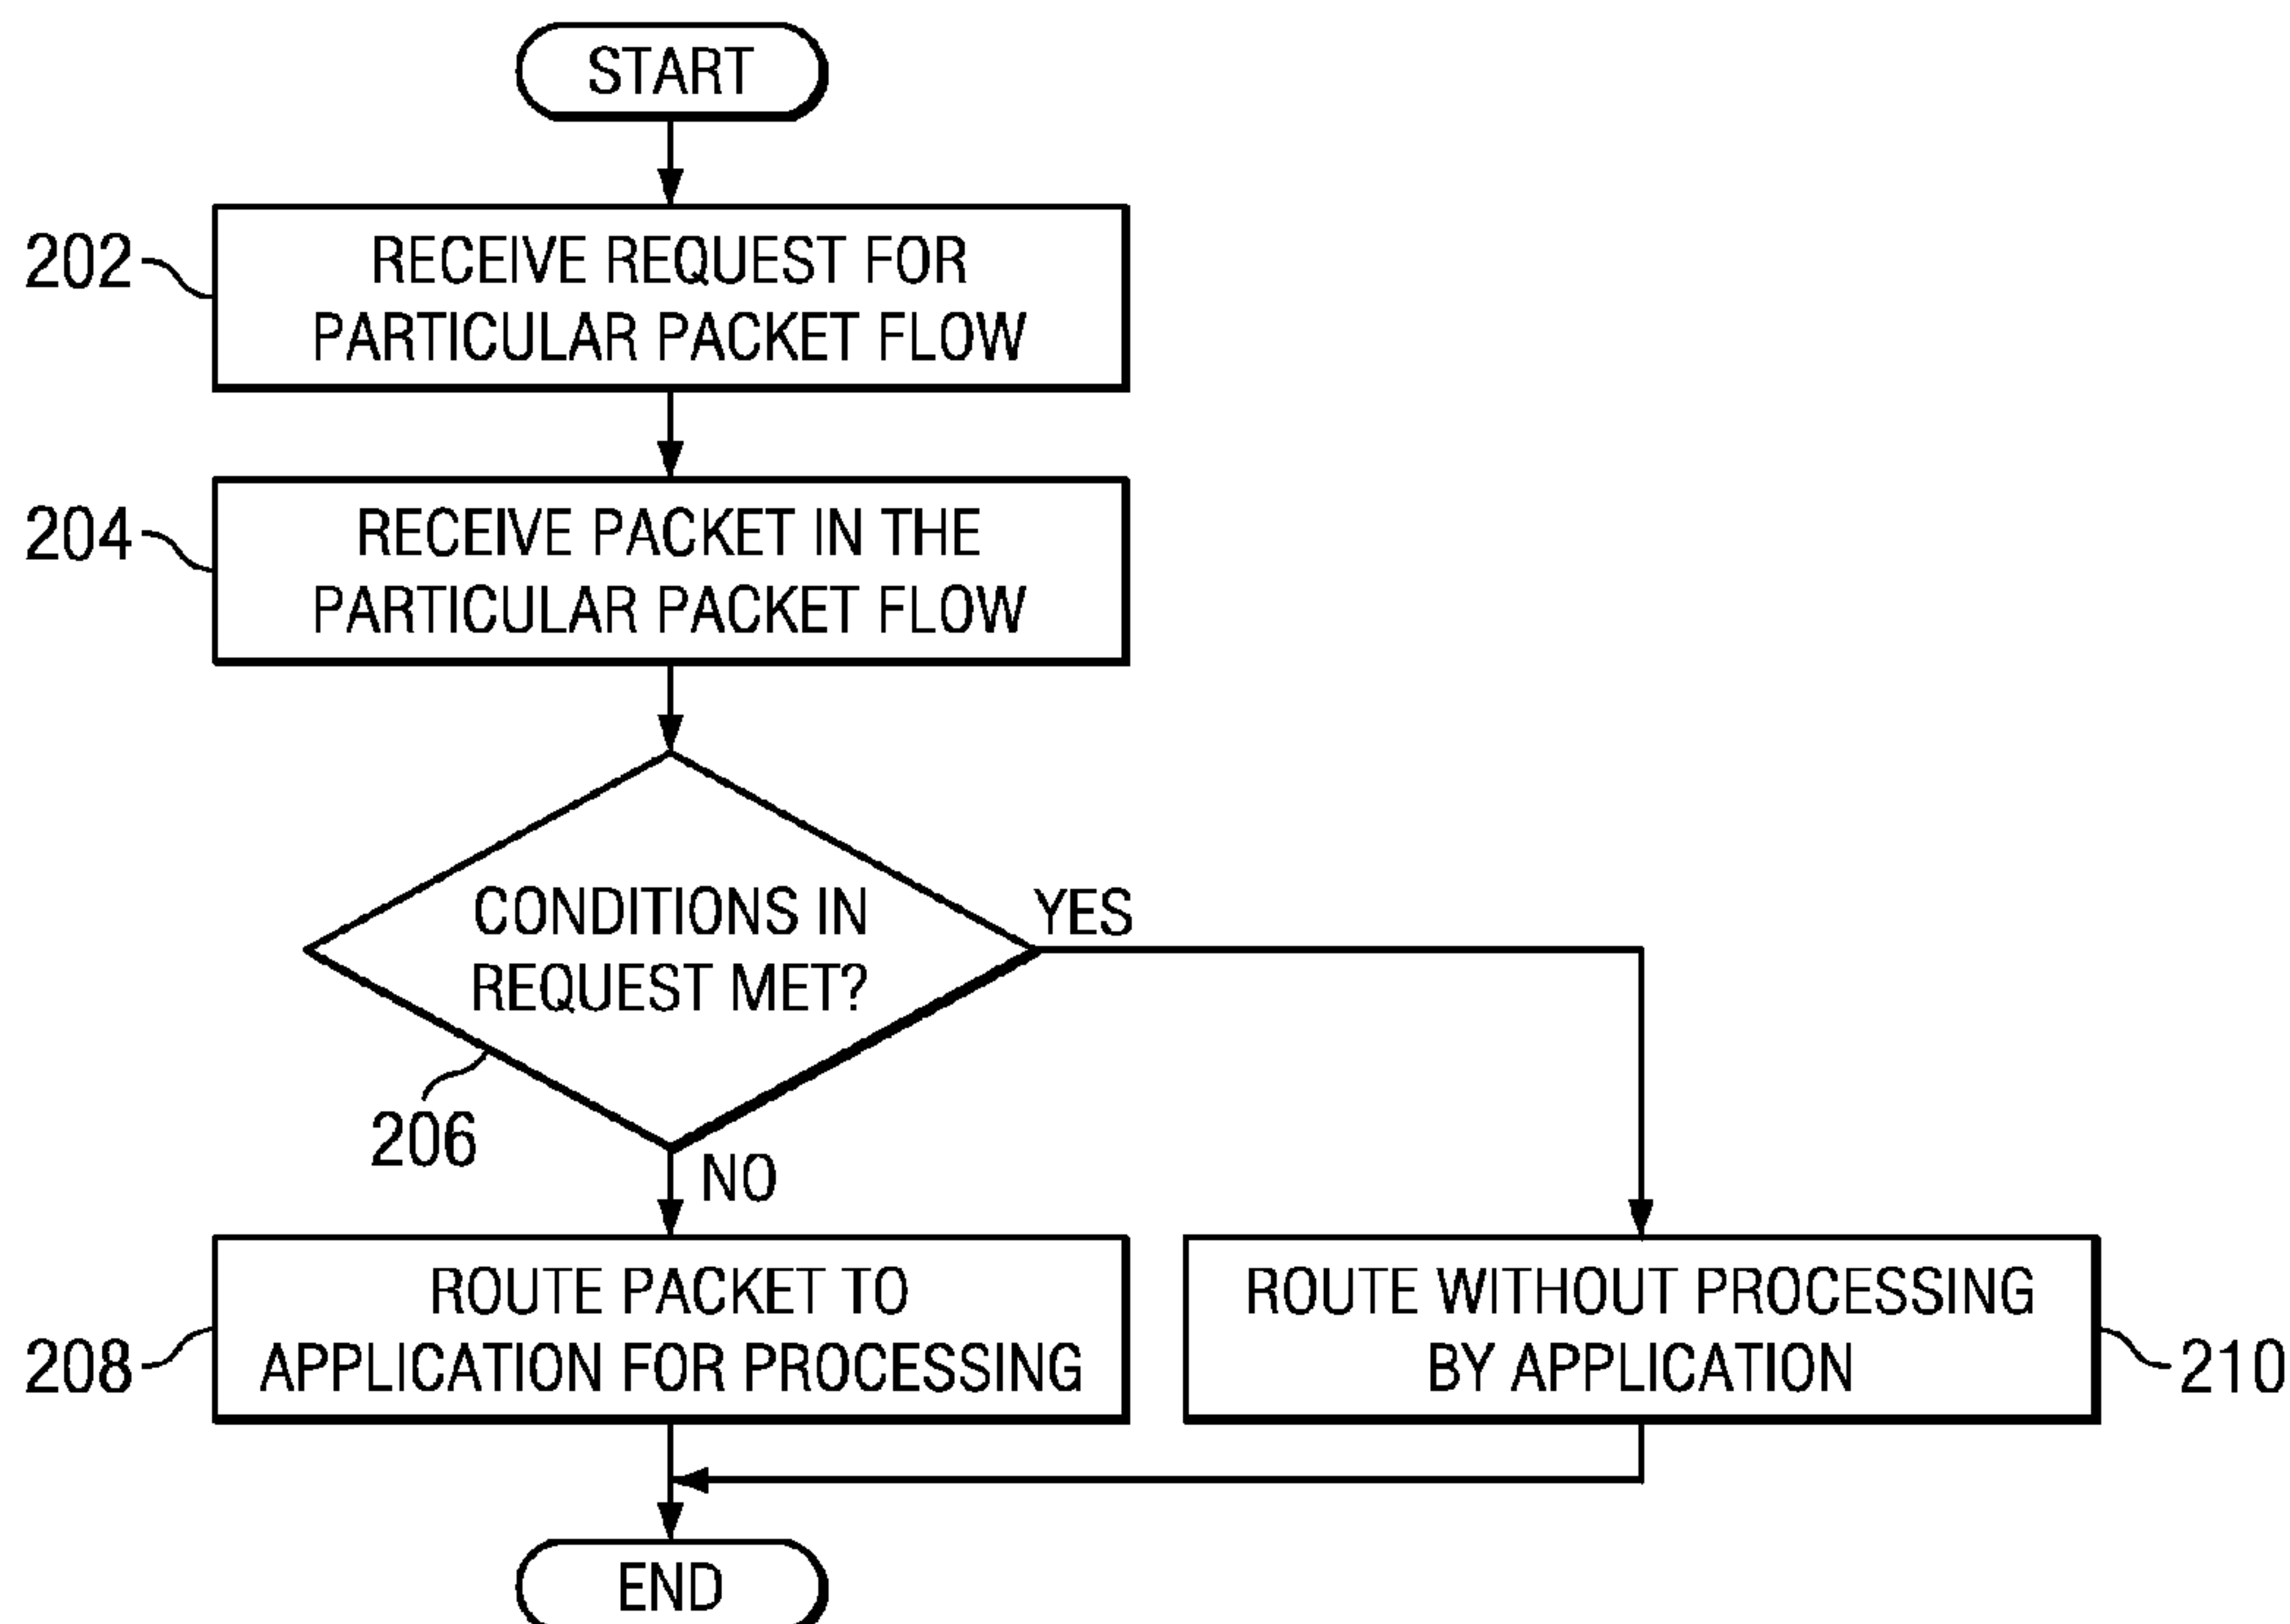 START
202
RECEIVE REQUEST FOR
PARTICULAR PACKET FLOW
204
RECEIVE PACKET IN THE
PARTICULAR PACKET FLOW
CONDITIONS IN
REQUEST MET?
YES
206
NO
208
ROUTE PACKET TO
APPLICATION FOR PROCESSING
ROUTE WITHOUT PROCESSING
BY APPLICATION
210
END